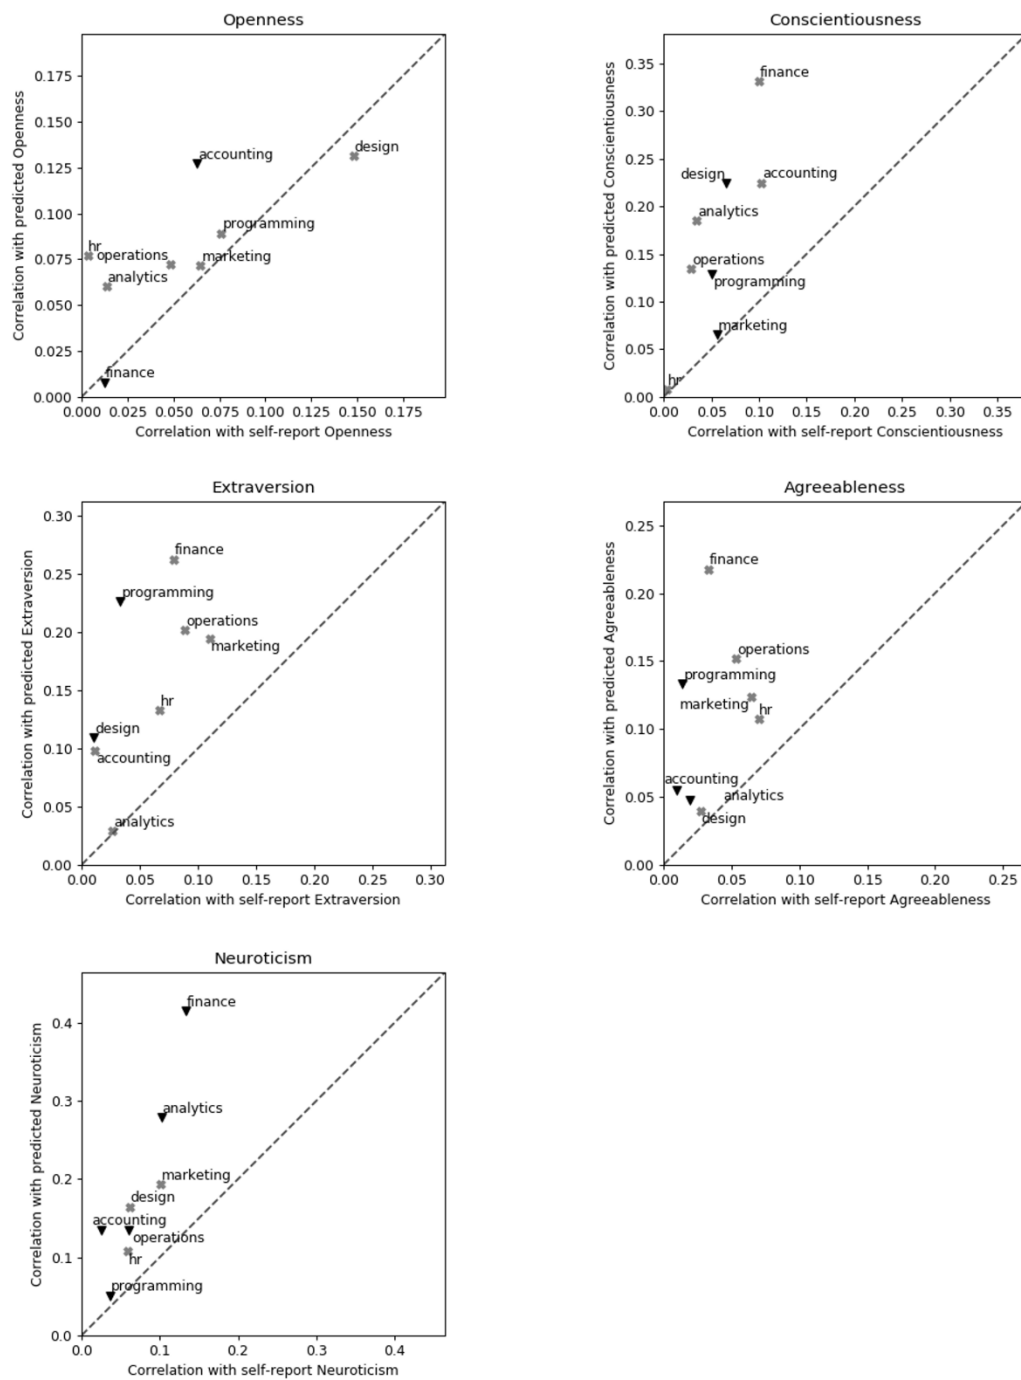 Openness
Correlation with predicted Openness
0.175
0.150
0.125
0.100
0.075
0.050
0.025
0.000
accounting
design
programming
hr
operations
marketing
analytics
finance
0.000 0.025 0.050 0.075 0.100 0.125 0.150 0.175
Correlation with self-report Openness
Conscientiousness
Correlation with predicted Conscientiousness
0.35
0.30
0.25
0.20
0.15
0.10
0.05
0.00
finance
design
accounting
analytics
operations
programming
marketing
hr
0.00 0.05 0.10 0.15 0.20 0.25 0.30 0.35
Correlation with self-report Conscientiousness
Extraversion
Correlation with predicted Extraversion
0.30
0.25
0.20
0.15
0.10
0.05
0.00
finance
programming
operations
marketing
hr
design
accounting
analytics
0.00 0.05 0.10 0.15 0.20 0.25 0.30
Correlation with self-report Extraversion
Agreeableness
Correlation with predicted Agreeableness
0.25
0.20
0.15
0.10
0.05
0.00
finance
operations
programming
marketing
hr
accounting
analytics
design
0.00 0.05 0.10 0.15 0.20 0.25
Correlation with self-report Agreeableness
Neuroticism
Correlation with predicted Neuroticism
0.4
0.3
0.2
0.1
0.0
finance
analytics
marketing
design
accounting
operations
hr
programming
0.0 0.1 0.2 0.3 0.4
Correlation with self-report Neuroticism